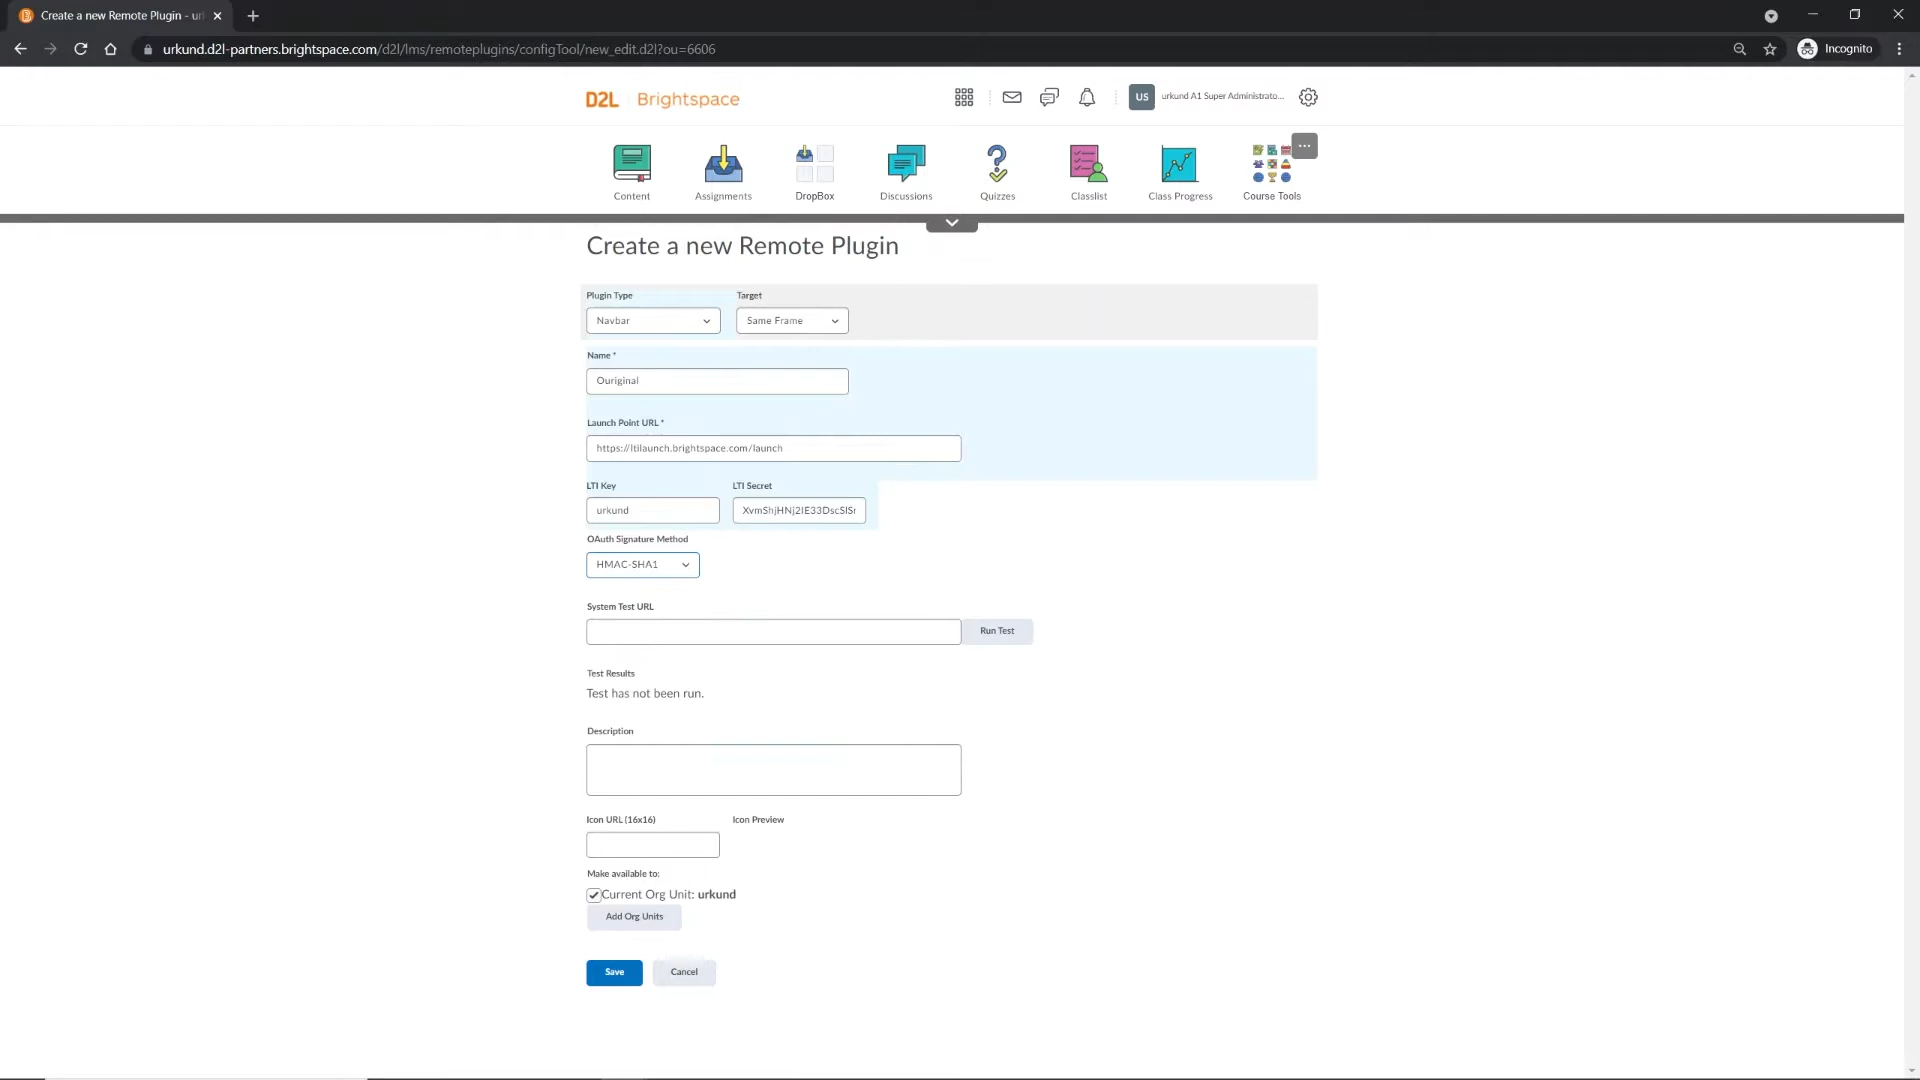 Create a new Remote Plugin - ur
urkund.d2l-partners.brightspace.com/d2l/lms/remoteplugins/configTool/new_edit.d2l?ou=6606
Incognito
D2L Brightspace
US
urkund A1 Super Administrato...
Content
Assignments
DropBox
Discussions
Quizzes
Classlist
Class Progress
Course Tools
Create a new Remote Plugin
Plugin Type
Target
Navbar
Same Frame
Name *
Ouriginal
Launch Point URL *
https://ltilaunch.brightspace.com/launch
LTI Key
LTI Secret
urkund
OAuth Signature Method
HMAC-SHA1
System Test URL
Run Test
Test Results
Test has not been run.
Description
Icon URL (16x16)
Icon Preview
Make available to:
Current Org Unit: urkund
Add Org Units
Save
Cancel